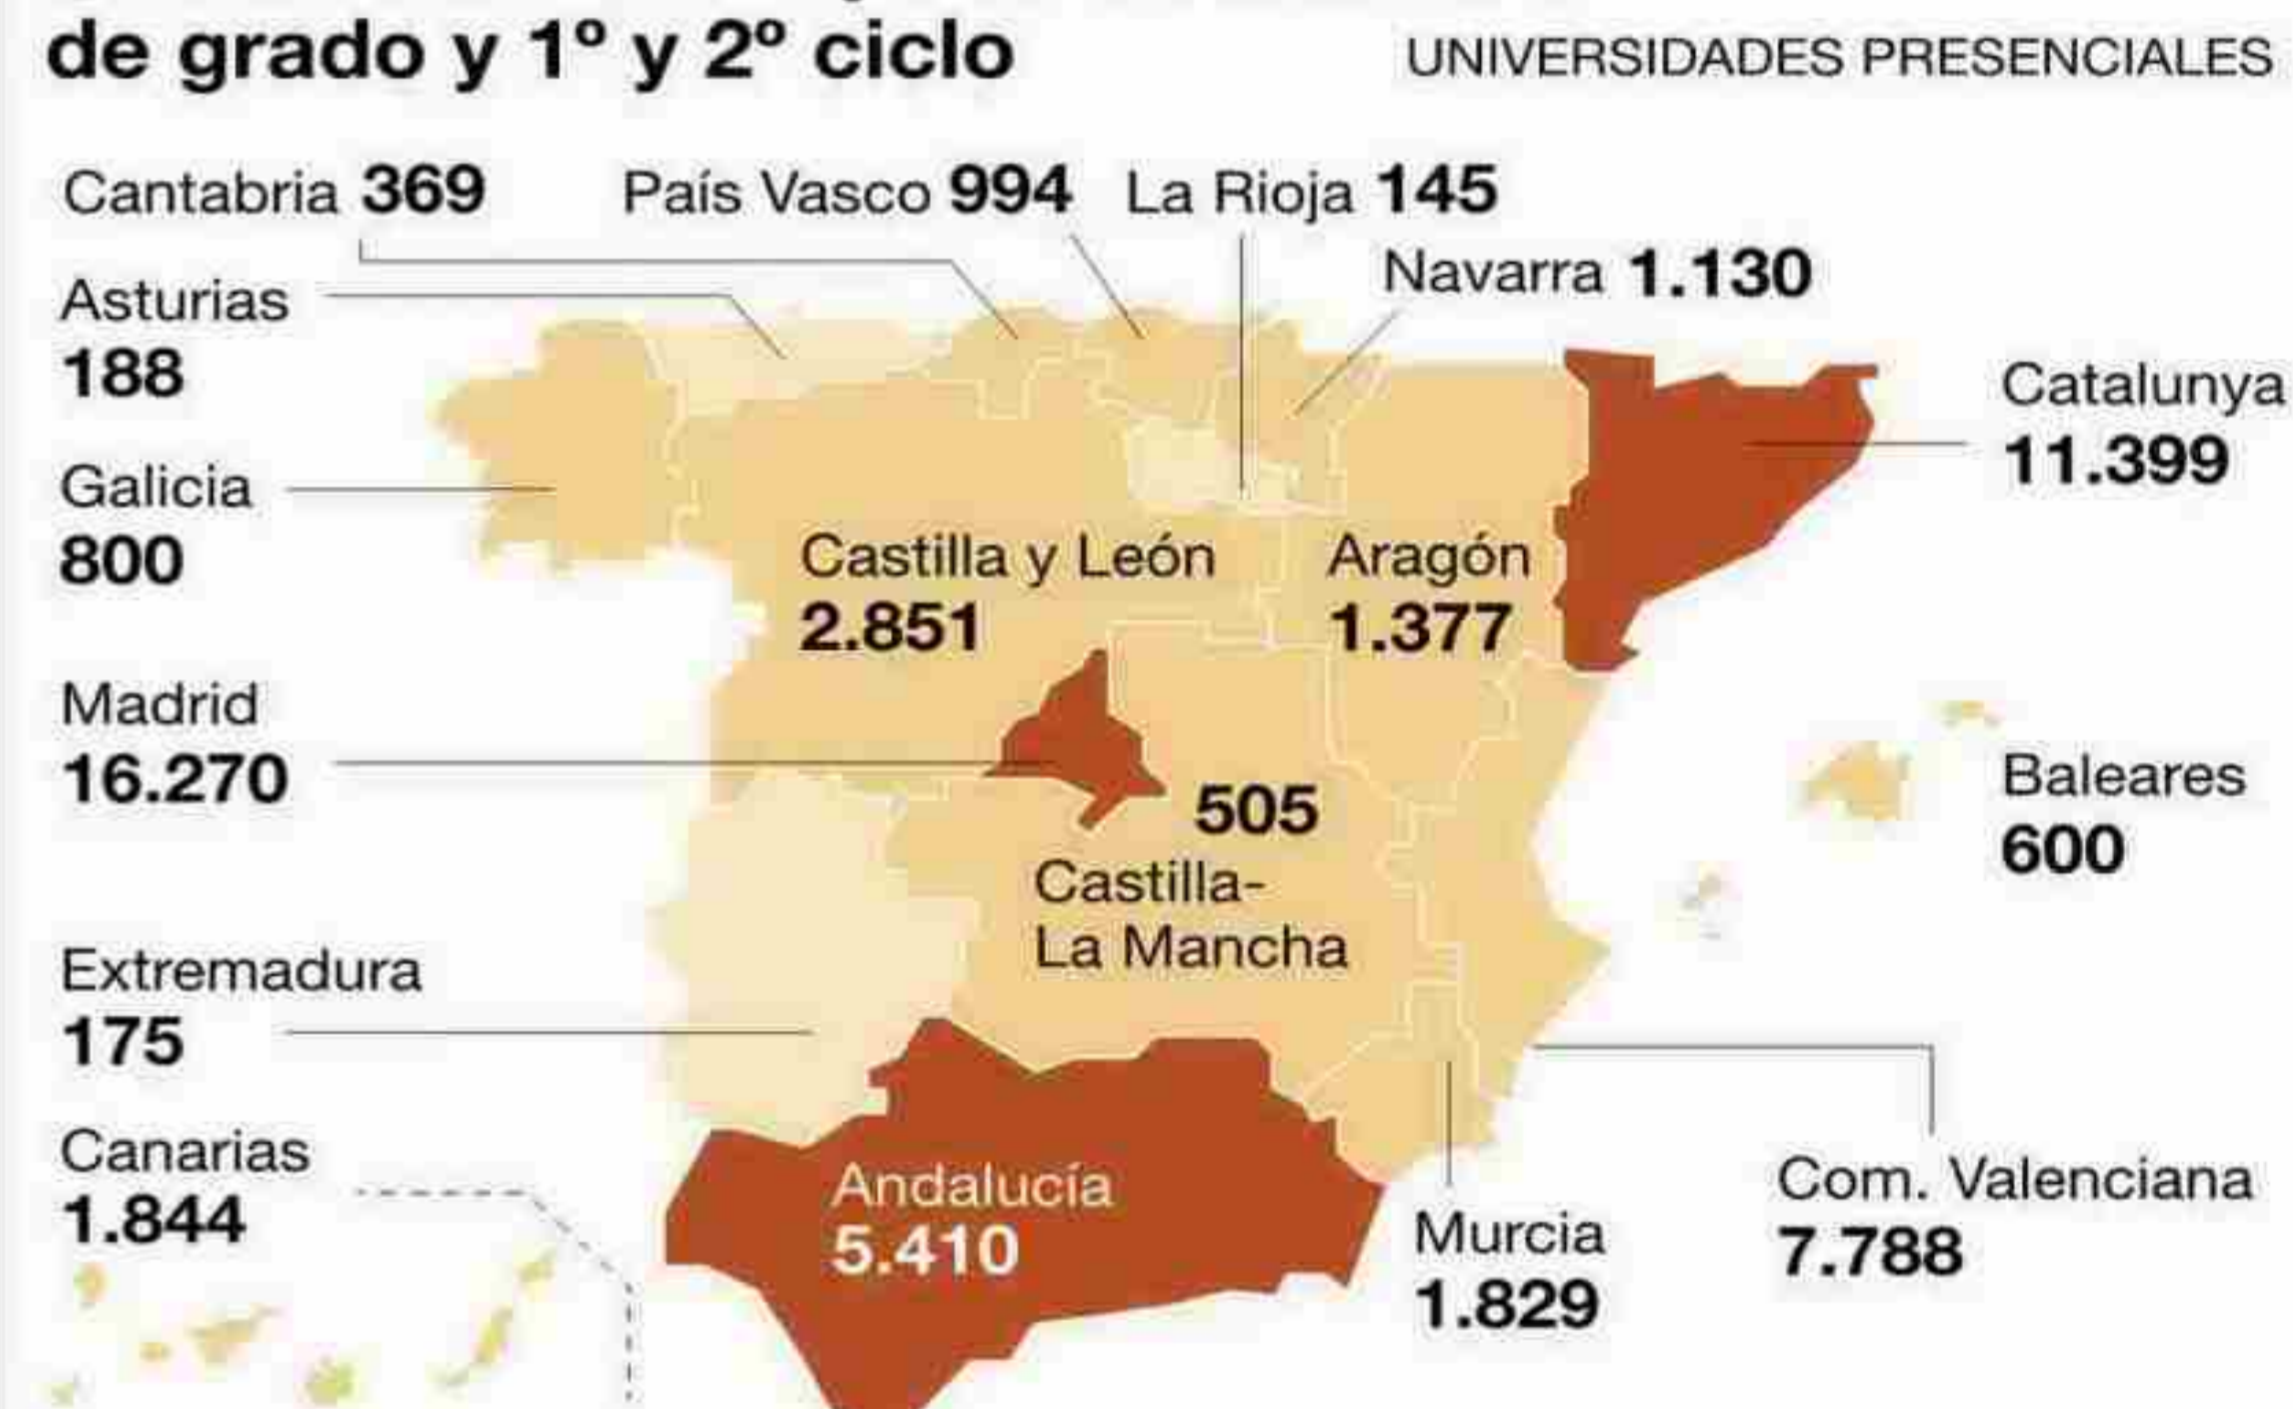 de grado y 1º y 2º ciclo
UNIVERSIDADES PRESENCIALES
Cantabria 369
País Vasco 994
La Rioja 145
Navarra 1.130
Asturias
188
Catalunya
11.399
Galicia
800
Castilla y León
2.851
Aragón
1.377
Madrid
16.270
505
Castilla-
La Mancha
Baleares
600
Extremadura
175
Canarias
1.844
Andalucía
5.410
Murcia
1.829
Com. Valenciana
7.788